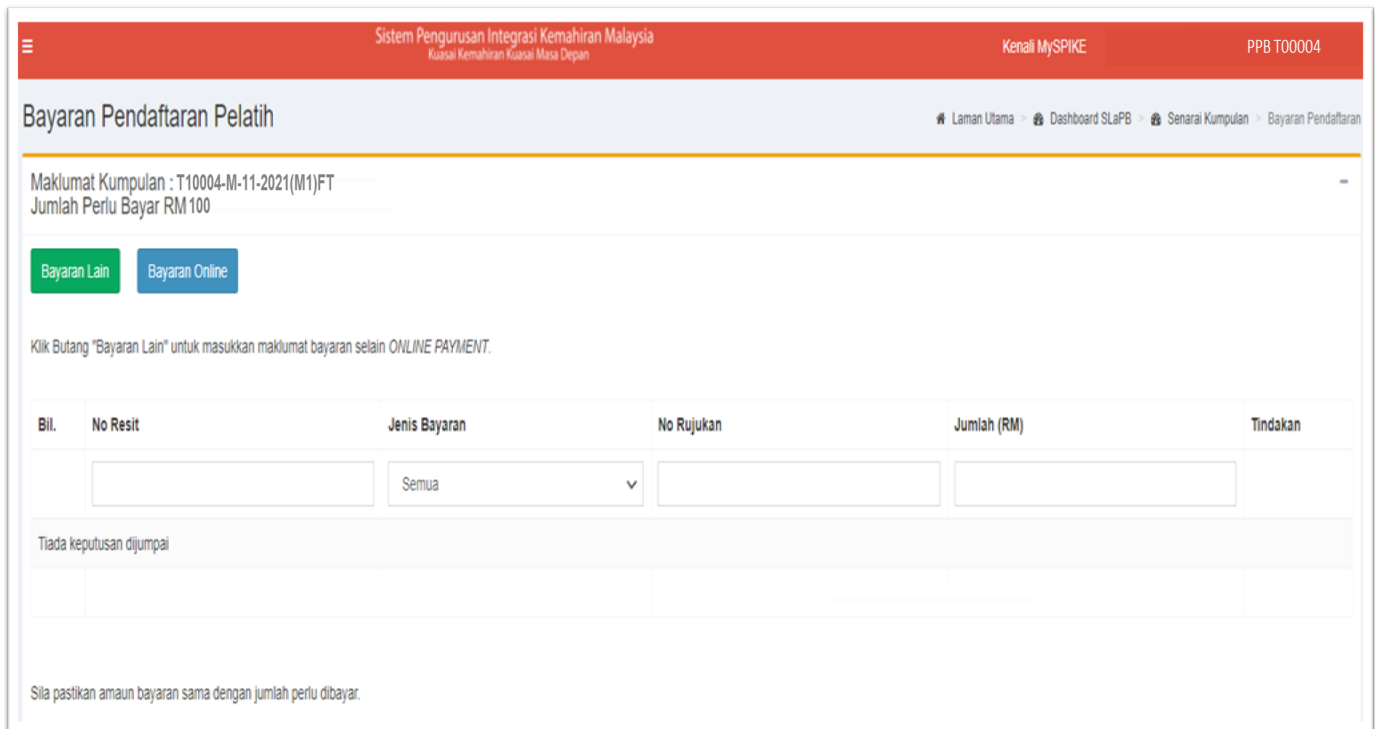 Sistem Pengurusan Integrasi Kemahiran Malaysia
Kuasai Kemahiran Kuasai Masa Depan
Kenali MySPIKE
PPB T00004
Bayaran Pendaftaran Pelatih
Laman Utama > Dashboard SLaPB > Senarai Kumpulan > Bayaran Pendaftaran
Maklumat Kumpulan : T10004-M-11-2021(M1)FT
Jumlah Perlu Bayar RM100
Bayaran Lain
Bayaran Online
Klik Butang "Bayaran Lain" untuk masukkan maklumat bayaran selain ONLINE PAYMENT.
Bil. No Resit Jenis Bayaran No Rujukan Jumlah (RM) Tindakan
Semua
Tiada keputusan dijumpai
Sila pastikan amaun bayaran sama dengan jumlah perlu dibayar.